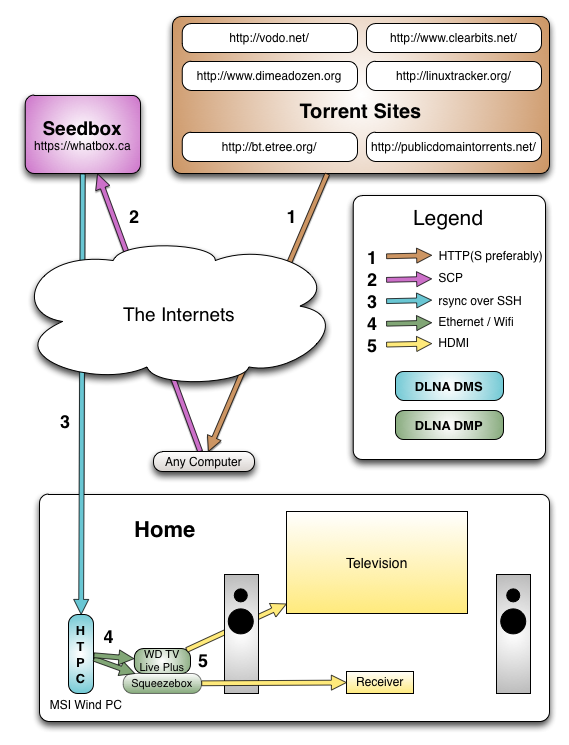 http://vodo.net/
http://www.clearbits.net/
http://www.dimeadozen.org
http://linuxtracker.org/
Torrent Sites
http://bt.etree.org/
http://publicdomaintorrents.net/
Seedbox
https://whatbox.ca
2
1
The Internets
Legend
1 HTTP(S preferably)
2 SCP
3 rsync over SSH
4 Ethernet / Wifi
5 HDMI
DLNA DMS
DLNA DMP
3
Any Computer
Home
Television
H
T
P
C
4
WD TV
Live Plus
5
Squeezebox
Receiver
MSI Wind PC